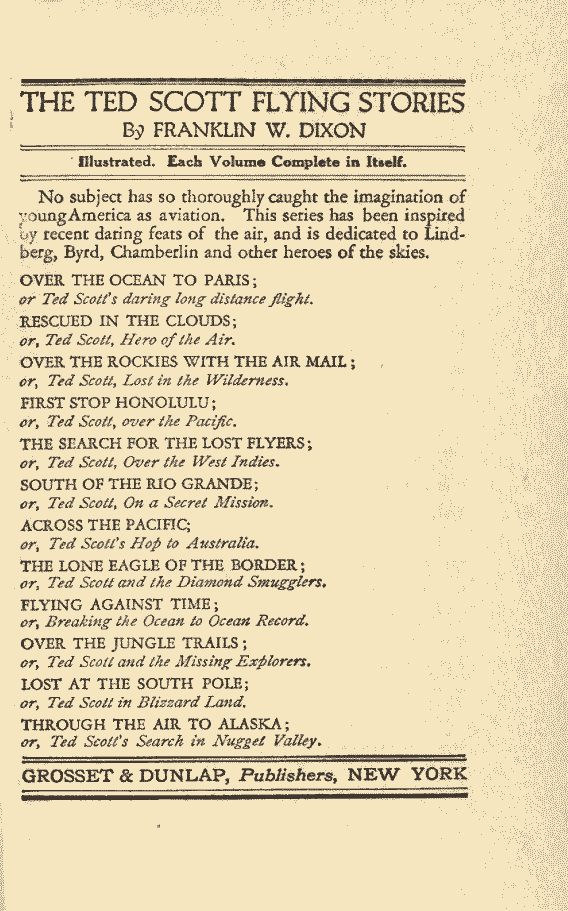 THE TED SCOTT FLYING STORIES
By FRANKLIN W. DIXON
Illustrated. Each Volume Complete in Itself.
No subject has so thoroughly caught the imagination of
young America as aviation. This series has been inspired
by recent daring feats of the air, and is dedicated to Lind-
berg, Byrd, Chamberlin and other heroes of the skies.
OVER THE OCEAN TO PARIS;
or Ted Scott's daring long distance flight.
RESCUED IN THE CLOUDS;
or, Ted Scott, Hero of the Air.
OVER THE ROCKIES WITH THE AIR MAIL;
or, Ted Scott, Lost in the Wilderness.
FIRST STOP HONOLULU;
or, Ted Scott, over the Pacific.
THE SEARCH FOR THE LOST FLYERS;
or, Ted Scott, Over the West Indies.
SOUTH OF THE RIO GRANDE;
or, Ted Scott, On a Secret Mission.
ACROSS THE PACIFIC;
or, Ted Scott's Hop to Australia.
THE LONE EAGLE OF THE BORDER;
or, Ted Scott and the Diamond Smugglers.
FLYING AGAINST TIME;
or, Breaking the Ocean to Ocean Record.
OVER THE JUNGLE TRAILS;
or, Ted Scott and the Missing Explorers.
LOST AT THE SOUTH POLE;
or, Ted Scott in Blizzard Land.
THROUGH THE AIR TO ALASKA;
or, Ted Scott's Search in Nugget Valley.
GROSSET & DUNLAP, Publishers, NEW YORK